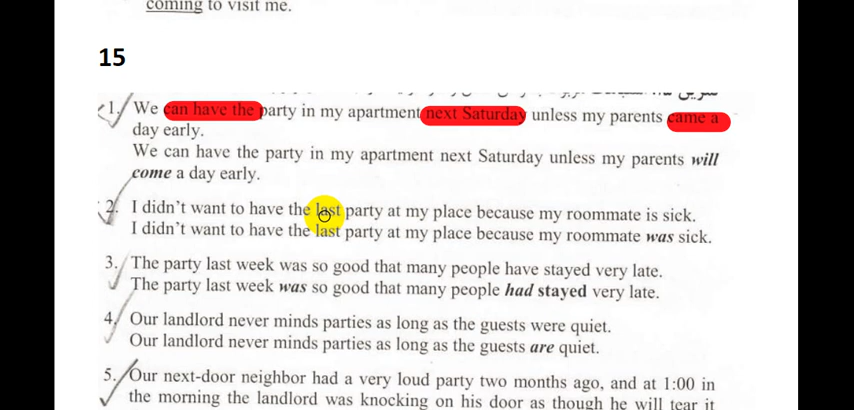 coming to visit me.
15
1. We can have the party in my apartment next Saturday unless my parents came a
day early.
We can have the party in my apartment next Saturday unless my parents will
come a day early.
2. I didn't want to have the last party at my place because my roommate is sick.
I didn't want to have the last party at my place because my roommate was sick.
3. The party last week was so good that many people have stayed very late.
The party last week was so good that many people had stayed very late.
4. Our landlord never minds parties as long as the guests were quiet.
Our landlord never minds parties as long as the guests are quiet.
5. Our next-door neighbor had a very loud party two months ago, and at 1:00 in
the morning the landlord was knocking on his door as though he will tear it